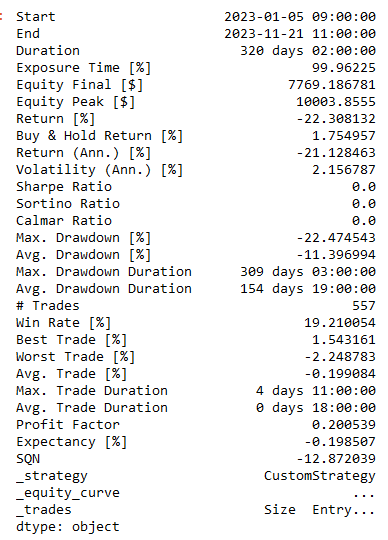 Start 2023-01-05 09:00:00
End 2023-11-21 11:00:00
Duration 320 days 02:00:00
Exposure Time [%] 99.96225
Equity Final [$] 7769.186781
Equity Peak [$] 10003.8555
Return [%] -22.308132
Buy & Hold Return [%] 1.754957
Return (Ann.) [%] -21.128463
Volatility (Ann.) [%] 2.156787
Sharpe Ratio 0.0
Sortino Ratio 0.0
Calmar Ratio 0.0
Max. Drawdown [%] -22.474543
Avg. Drawdown [%] -11.396994
Max. Drawdown Duration 309 days 03:00:00
Avg. Drawdown Duration 154 days 19:00:00
# Trades 557
Win Rate [%] 19.210054
Best Trade [%] 1.543161
Worst Trade [%] -2.248783
Avg. Trade [%] -0.199084
Max. Trade Duration 4 days 11:00:00
Avg. Trade Duration 0 days 18:00:00
Profit Factor 0.200539
Expectancy [%] -0.198507
SQN -12.872039
_strategy CustomStrategy
_equity_curve ...
_trades Size Entry...
dtype: object